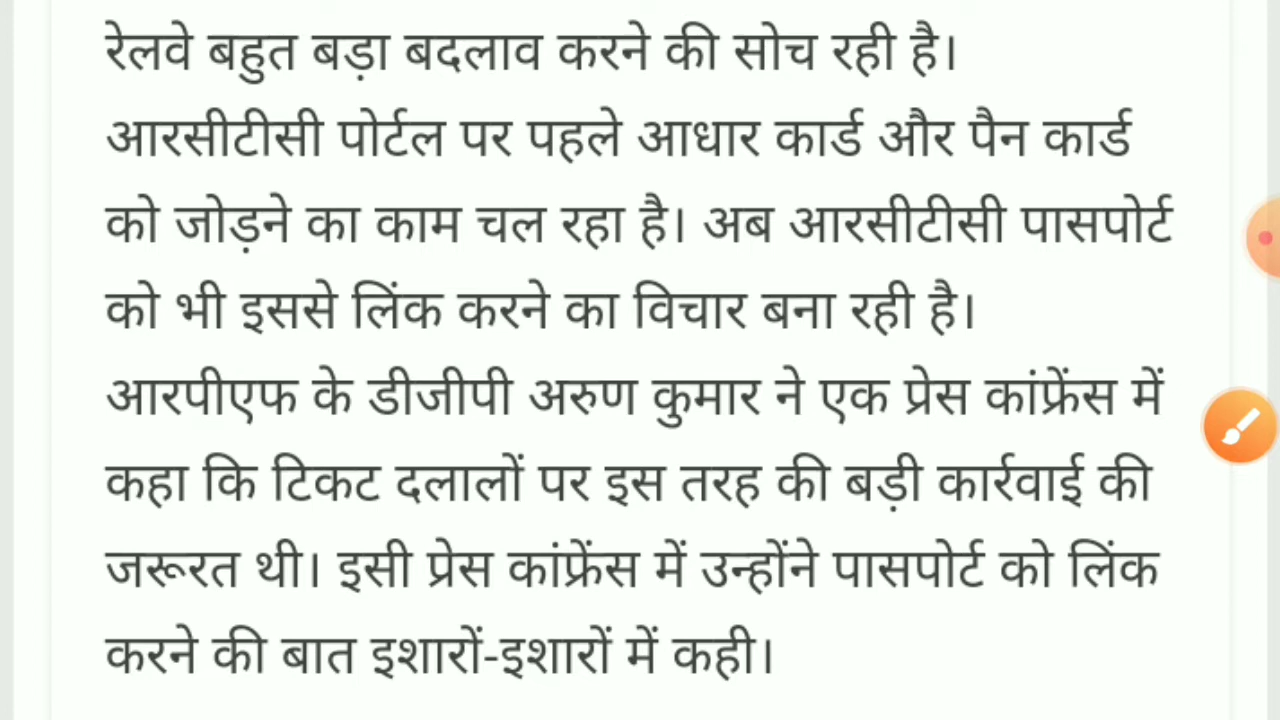 रेलवे बहुत बड़ा बदलाव करने की सोच रही है।
आरसीटीसी पोर्टल पर पहले आधार कार्ड और पैन कार्ड
को जोड़ने का काम चल रहा है। अब आरसीटीसी पासपोर्ट
को भी इससे लिंक करने का विचार बना रही है।
आरपीएफ के डीजीपी अरुण कुमार ने एक प्रेस कांफ्रेंस में
कहा कि टिकट दलालों पर इस तरह की बड़ी कार्रवाई की
जरूरत थी। इसी प्रेस कांफ्रेंस में उन्होंने पासपोर्ट को लिंक
करने की बात इशारों-इशारों में कही।